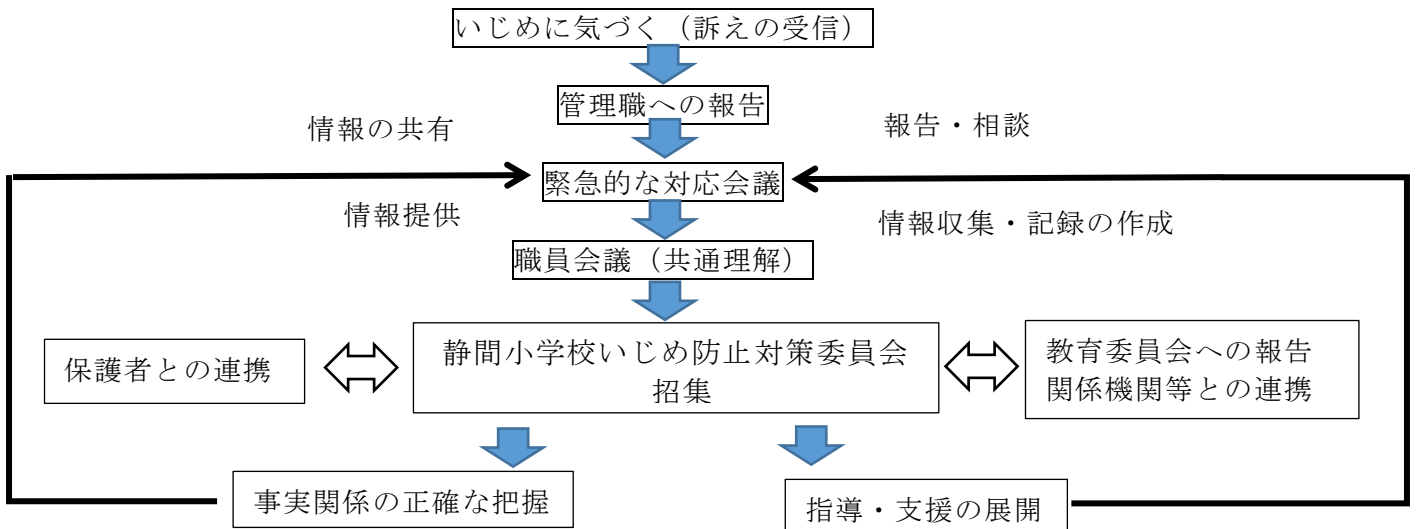 いじめに気づく（訴えの受信）
管理職への報告
情報の共有
報告・相談
緊急的な対応会議
情報提供
情報収集・記録の作成
職員会議（共通理解）
保護者との連携
静間小学校いじめ防止対策委員会
招集
教育委員会への報告
関係機関等との連携
事実関係の正確な把握
指導・支援の展開